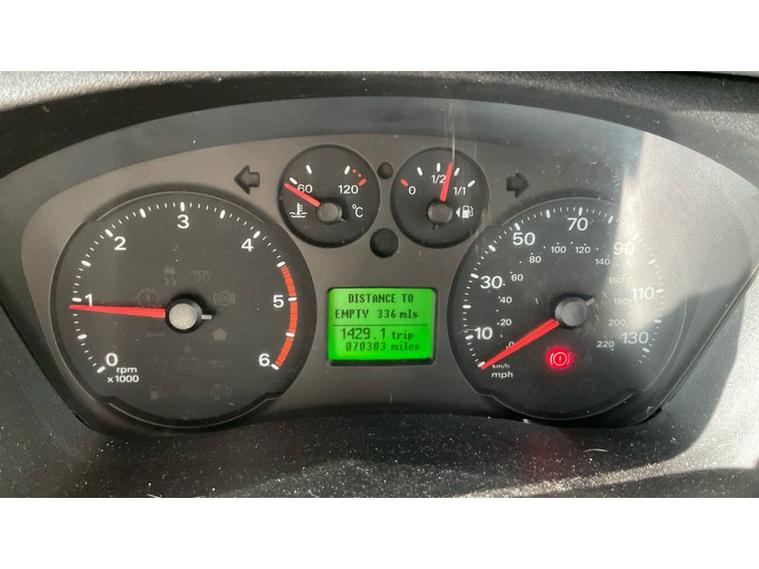 60 120
°C
0 1/2 1/1
0 1 2 3 4 5 6
rpm
x 1000
DISTANCE TO
EMPTY 336 mls
1429.1 trip
070303 miles
10 30 50 70 90 110 130
0 40 60 80 100 120 140 160 180 200 220
km/h
mph